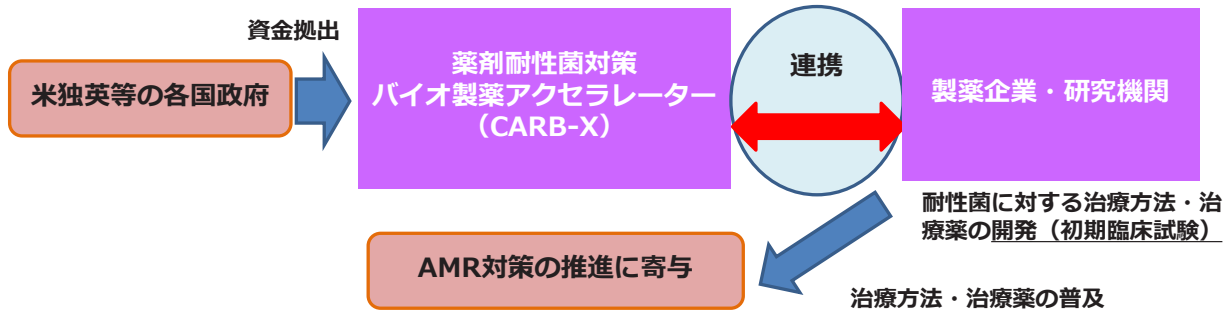 資金拠出
米独英等の各国政府
薬剤耐性菌対策
バイオ製薬アクセラレーター
（CARB-X）
連携
製薬企業・研究機関
耐性菌に対する治療方法・治
療薬の開発（初期臨床試験）
AMR対策の推進に寄与
治療方法・治療薬の普及